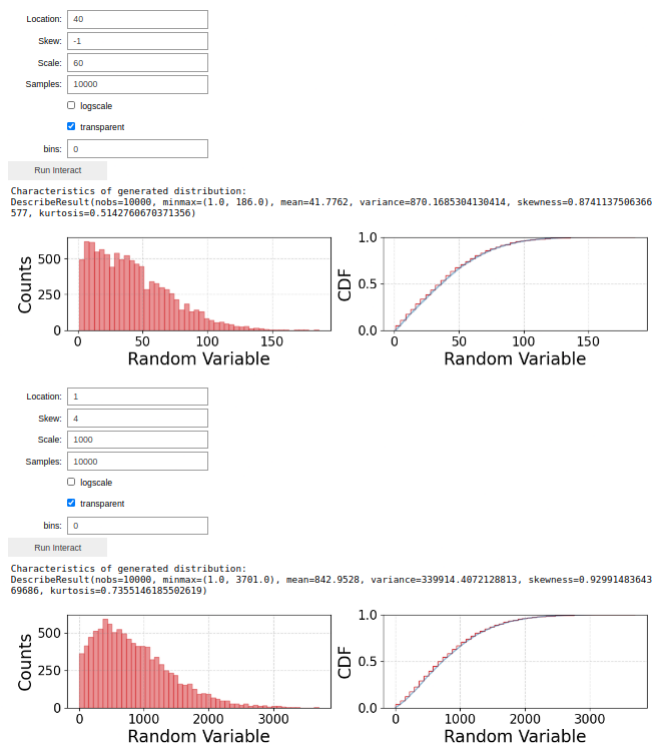 Location: 40
Skew: -1
Scale: 60
Samples: 10000
logscale
transparent
bins: 0
Run Interact
Characteristics of generated distribution:
DescribeResult(nobs=10000, minmax=(1.0, 186.0), mean=41.7762, variance=870.1685304130414, skewness=0.8741137506366
577, kurtosis=0.5142760670371356)
500
250
0
Counts
0 50 100 150
Random Variable
1.0
0.5
0.0
CDF
0 50 100 150
Random Variable
Location: 1
Skew: 4
Scale: 1000
Samples: 10000
logscale
transparent
bins: 0
Run Interact
Characteristics of generated distribution:
DescribeResult(nobs=10000, minmax=(1.0, 3701.0), mean=842.9528, variance=339914.4072128813, skewness=0.92991483643
69686, kurtosis=0.7355146185502619)
500
250
0
Counts
0 1000 2000 3000
Random Variable
1.0
0.5
0.0
CDF
0 1000 2000 3000
Random Variable